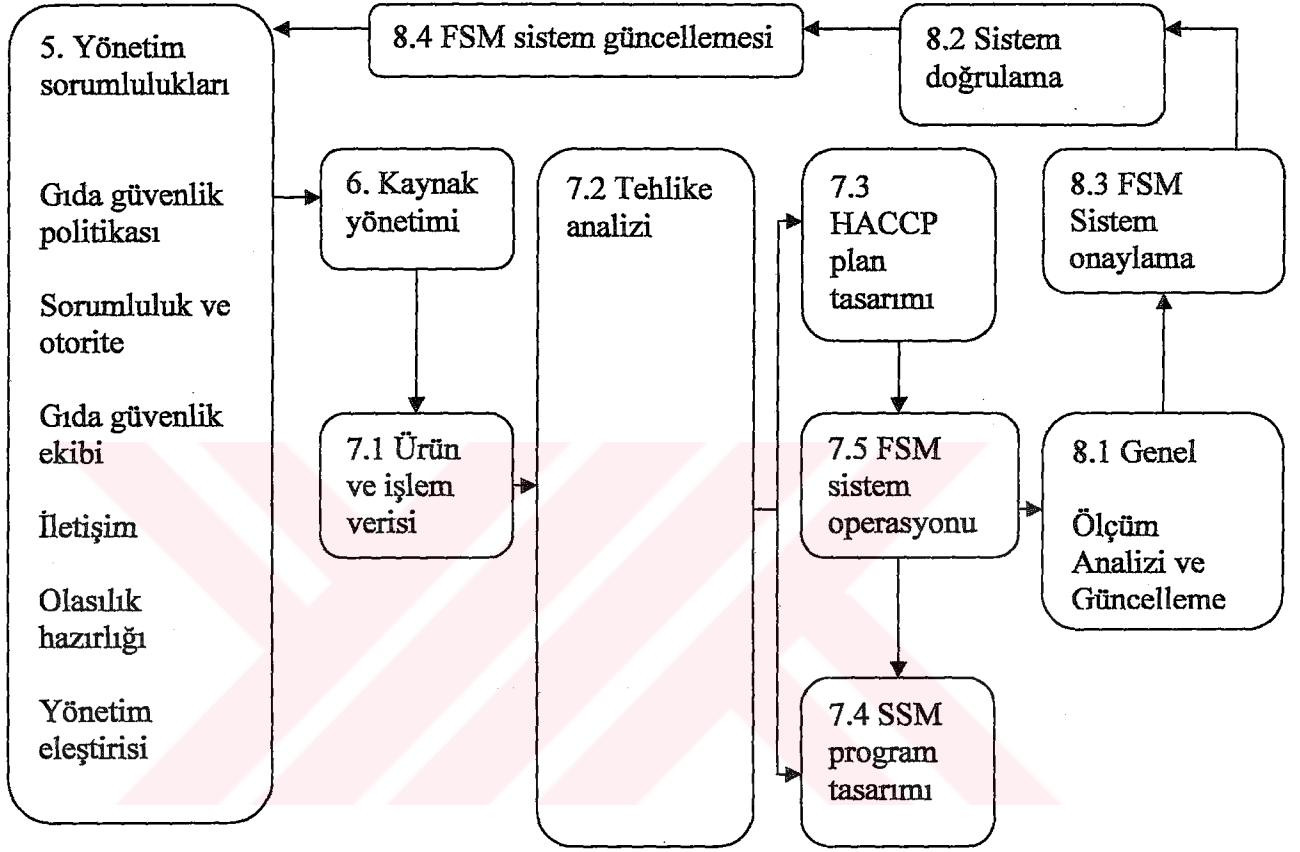 5. Yönetim
sorumlulukları
Gıda güvenlik
politikası
Sorumluluk ve
otorite
Gıda güvenlik
ekibi
İletişim
Olasılık
hazırlığı
Yönetim
eleştirisi
8.4 FSM sistem güncellemesi
8.2 Sistem
doğrulama
6. Kaynak
yönetimi
7.1 Ürün
ve işlem
verisi
7.2 Tehlike
analizi
7.3
HACCP
plan
tasarımı
7.5 FSM
sistem
operasyonu
7.4 SSM
program
tasarımı
8.3 FSM
Sistem
onaylama
8.1 Genel
Ölçüm
Analizi ve
Güncelleme